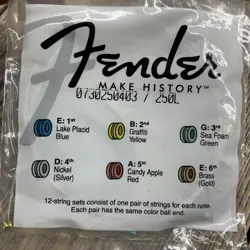 Fender
MAKE HISTORY™
0730250403 / 250L
E: 1st
Lake Placid
Blue
B: 2nd
Graffiti
Yellow
G: 3rd
Sea Foam
Green
D: 4th
Nickel
(Silver)
A: 5th
Candy Apple
Red
E: 6th
Brass
(Gold)
12-string sets consist of one pair of strings for each note.
Each pair has the same color ball end.